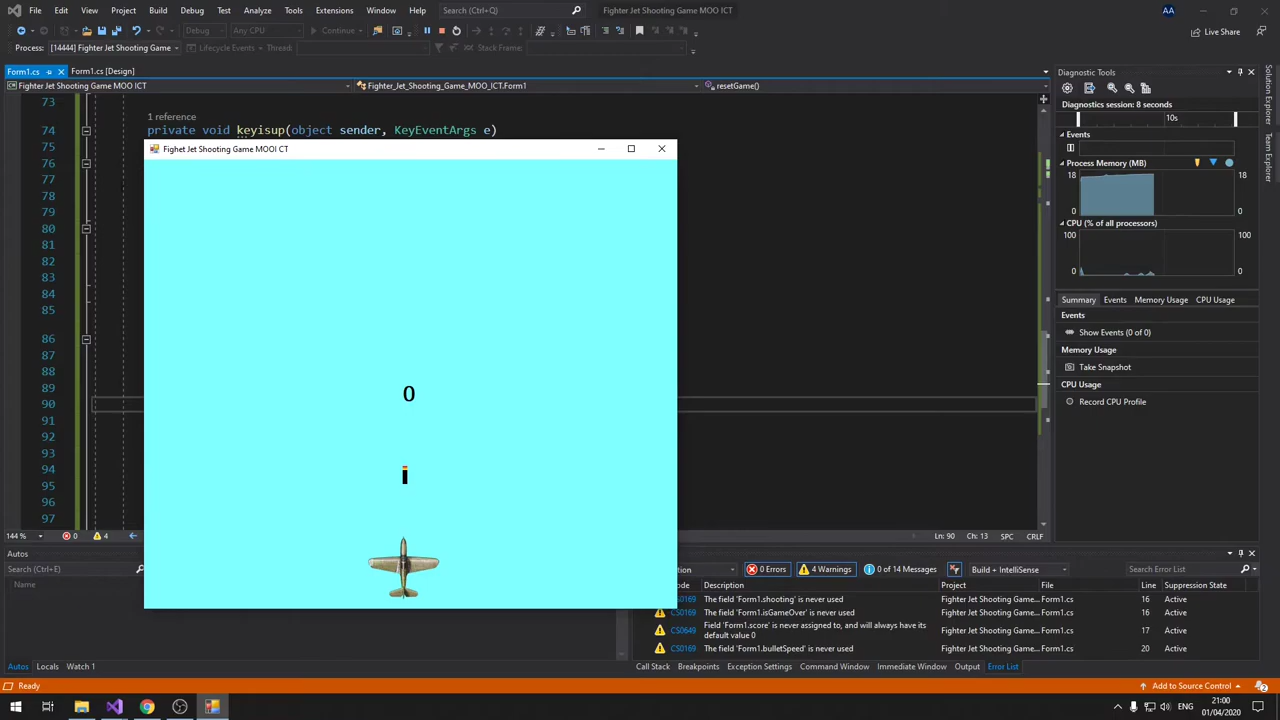 File Edit View Project Build Debug Test Analyze Tools Extensions Window Help Search (Ctrl+Q) Fighter Jet Shooting Game MOO ICT AA
Debug Any CPU Continue Live Share
Process: [14444] Fighter Jet Shooting Game Lifecycle Events Thread: Stack Frame:
Form1.cs Form1.cs [Design]
Fighter Jet Shooting Game MOO ICT Fighter_Jet_Shooting_Game_MOO_ICT.Form1 resetGame()
73
1 reference
74 private void keyisup(object sender, KeyEventArgs e)
75
76
77
78
79
80
81
82
83
84
85
86
87
88
89
90
91
92
93
94
95
96
97
Figher Jet Shooting Game MOOI CT
0
144 % 0 4 Ln: 90 Ch: 13 SPC CRLF
Diagnostic Tools
Diagnostics session: 8 seconds
10s
Events
Process Memory (MB)
18 18
0 0
CPU (% of all processors)
100 100
0 0
Summary Events Memory Usage CPU Usage
Events
Show Events (0 of 0)
Memory Usage
Take Snapshot
CPU Usage
Record CPU Profile
Solution Explorer
Team Explorer
Autos
Search (Ctrl+E)
Name
Autos Locals Watch 1
0 Errors 4 Warnings 0 of 14 Messages Build + IntelliSense Search Error List
Description Project File Line Suppression State
CS0169 The field 'Form1.shooting' is never used Fighter Jet Shooting Game... Form1.cs 16 Active
CS0169 The field 'Form1.isGameOver' is never used Fighter Jet Shooting Game... Form1.cs 16 Active
CS0649 Field 'Form1.score' is never assigned to, and will always have its default value 0 Fighter Jet Shooting Game... Form1.cs 17 Active
CS0169 The field 'Form1.bulletSpeed' is never used Fighter Jet Shooting Game... Form1.cs 20 Active
Call Stack Breakpoints Exception Settings Command Window Immediate Window Output Error List
Ready Add to Source Control 2
ENG 21:00
01/04/2020 2